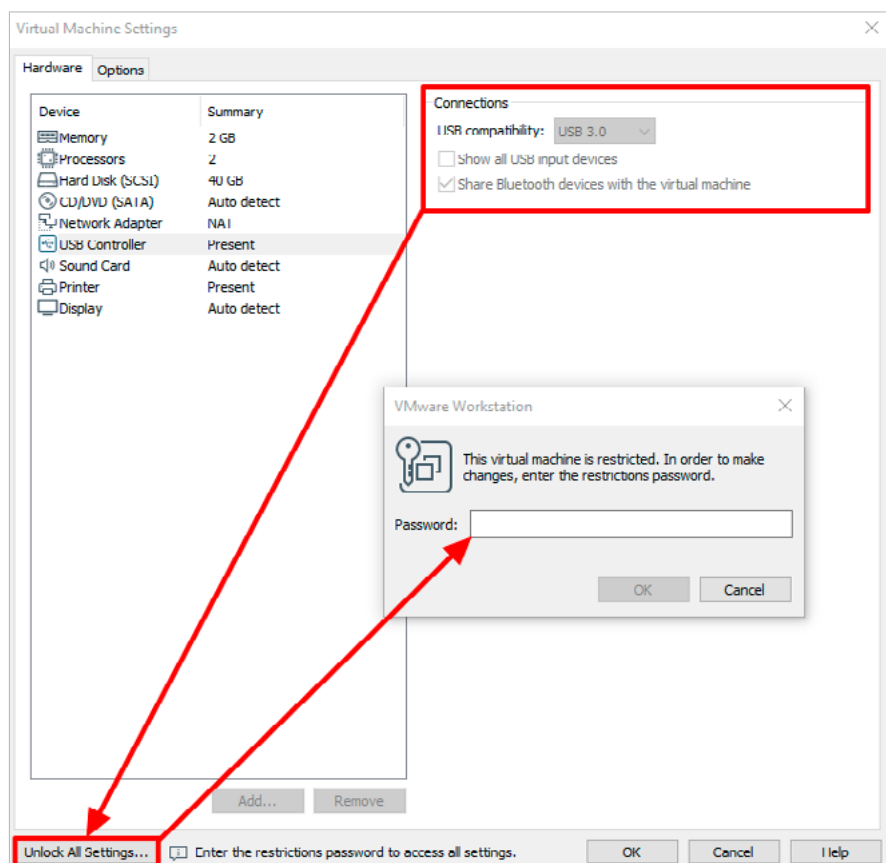 Virtual Machine Settings
Hardware Options
Device Summary
Memory 2 GB
Processors 2
Hard Disk (SCSI) 40 GB
CD/DVD (SATA) Auto detect
Network Adapter NAT
USB Controller Present
Sound Card Auto detect
Printer Present
Display Auto detect
Connections
USB compatibility: USB 3.0
Show all USB input devices
Share Bluetooth devices with the virtual machine
VMware Workstation
This virtual machine is restricted. In order to make
changes, enter the restrictions password.
Password:
OK Cancel
Add... Remove
Unlock All Settings... Enter the restrictions password to access all settings. OK Cancel Help